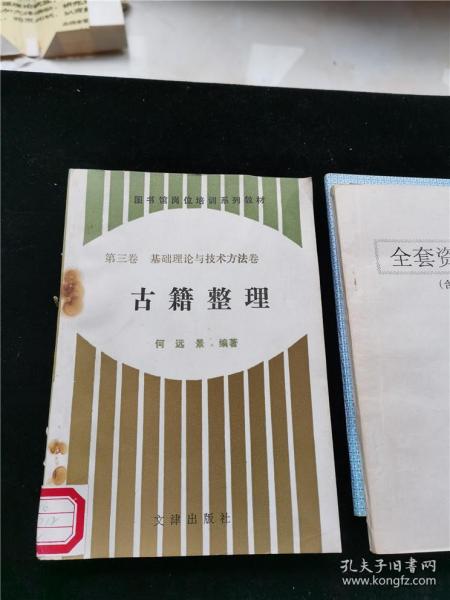 图书馆岗位培训系列教材
第三卷 基础理论与技术方法卷
古籍整理
何远景 编著
文津出版社
全套资
孔夫子旧书网
www.kongfz.com